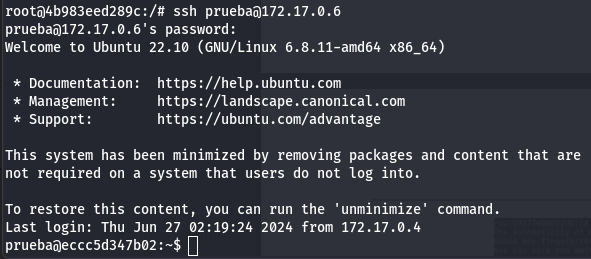 root@4b983eed289c:/# ssh prueba@172.17.0.6
prueba@172.17.0.6's password:
Welcome to Ubuntu 22.10 (GNU/Linux 6.8.11-amd64 x86_64)

 * Documentation:  https://help.ubuntu.com
 * Management:     https://landscape.canonical.com
 * Support:        https://ubuntu.com/advantage

This system has been minimized by removing packages and content that are
not required on a system that users do not log into.

To restore this content, you can run the 'unminimize' command.
Last login: Thu Jun 27 02:19:24 2024 from 172.17.0.4
prueba@eccc5d347b02:~$